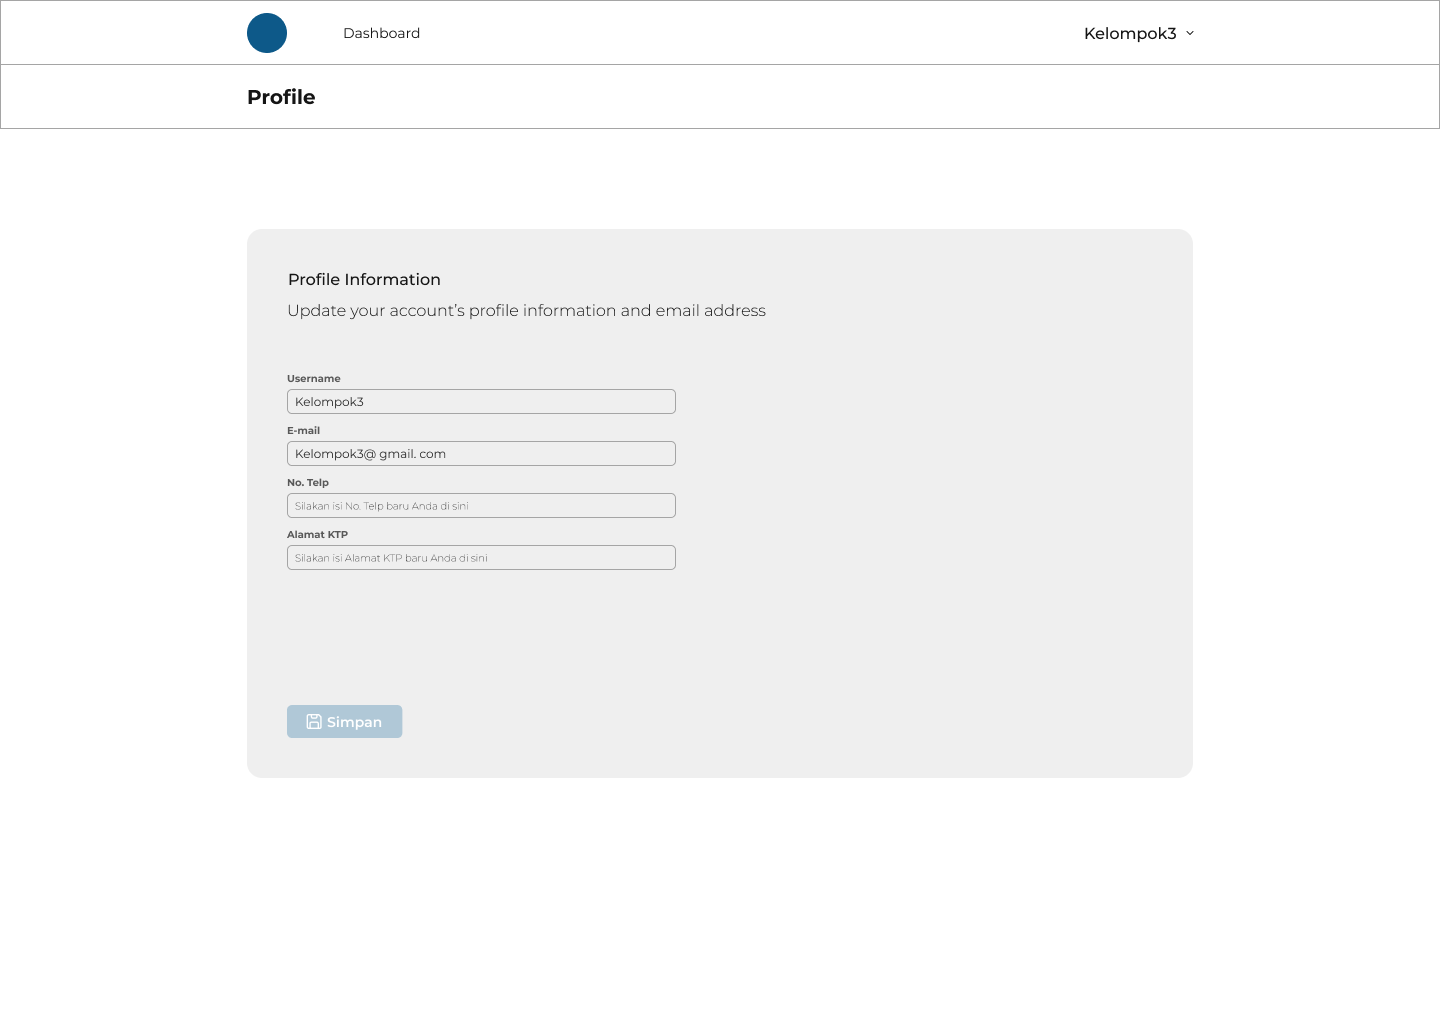 Dashboard
Kelompok3
Profile
Profile Information
Update your account’s profile information and email address
Username
Kelompok3
E-mail
Kelompok3@ gmail. com
No. Telp
Silakan isi No. Telp baru Anda di sini
Alamat KTP
Silakan isi Alamat KTP baru Anda di sini
Simpan